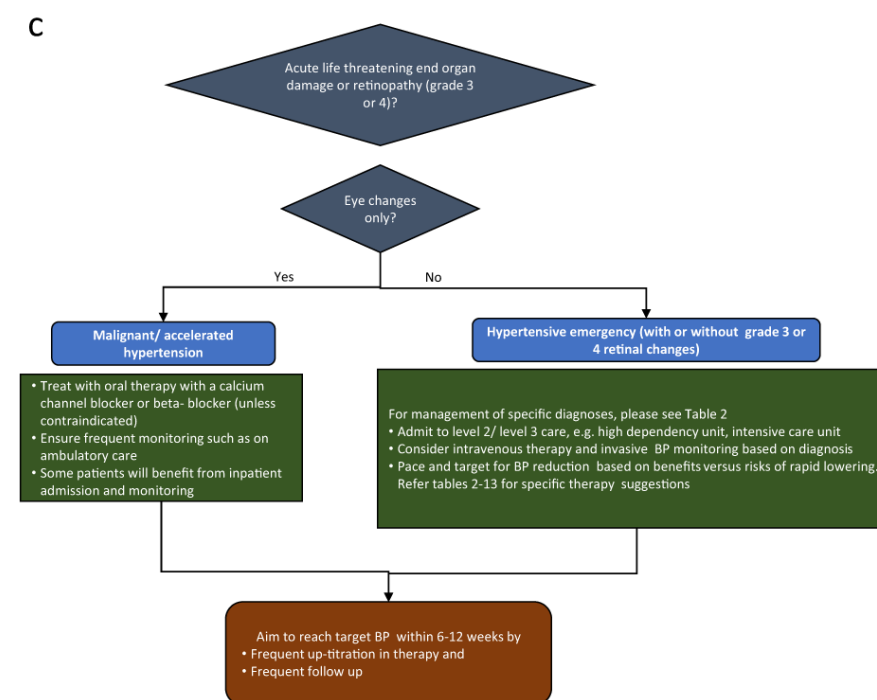 C
Acute life threatening end organ
damage or retinopathy (grade 3
or 4)?
Eye changes
only?
Yes
No
Malignant/ accelerated
hypertension
Hypertensive emergency (with or without grade 3 or
4 retinal changes)
• Treat with oral therapy with a calcium
channel blocker or beta- blocker (unless
contraindicated)
• Ensure frequent monitoring such as on
ambulatory care
• Some patients will benefit from inpatient
admission and monitoring
For management of specific diagnoses, please see Table 2
• Admit to level 2/ level 3 care, e.g. high dependency unit, intensive care unit
• Consider intravenous therapy and invasive BP monitoring based on diagnosis
• Pace and target for BP reduction based on benefits versus risks of rapid lowering.
Refer tables 2-13 for specific therapy suggestions
Aim to reach target BP within 6-12 weeks by
• Frequent up-titration in therapy and
• Frequent follow up